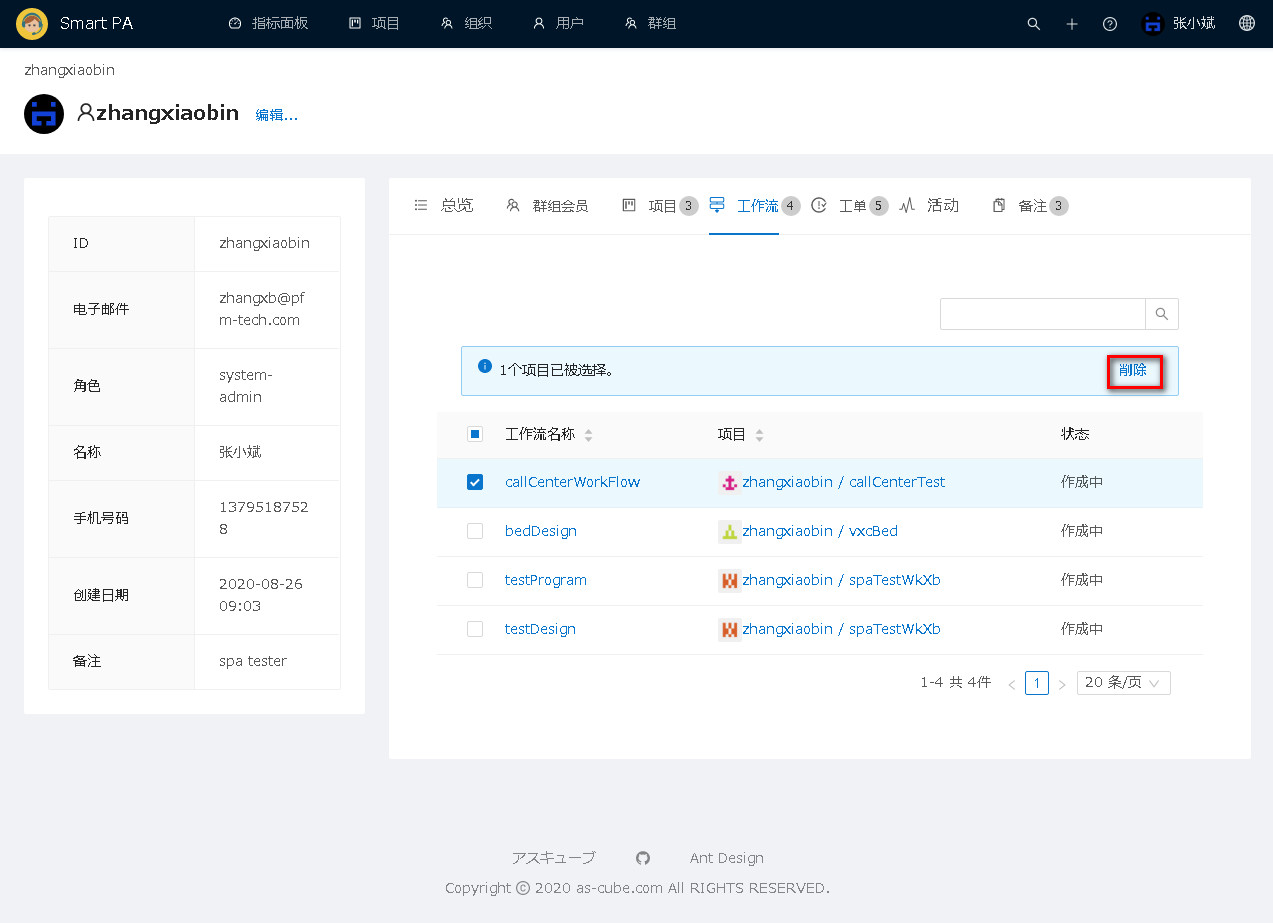 Smart PA 指标面板 项目 组织 用户 群组 张小斌
zhangxiaobin
zhangxiaobin 编辑...
总览 群组会员 项目 3 工作流 4 工单 5 活动 备注 3
ID zhangxiaobin
电子邮件 zhangxb@pf
m-tech.com
角色 system-
admin
名称 张小斌
手机号码 1379518752
8
创建日期 2020-08-26
09:03
备注 spa tester
1个项目已被选择。 削除
工作流名称 项目 状态
callCenterWorkFlow zhangxiaobin / callCenterTest 作成中
bedDesign zhangxiaobin / vxcBed 作成中
testProgram zhangxiaobin / spaTestWkXb 作成中
testDesign zhangxiaobin / spaTestWkXb 作成中
1-4 共 4件 < 1 > 20 条/页
アスキューブ Ant Design
Copyright © 2020 as-cube.com All RIGHTS RESERVED.